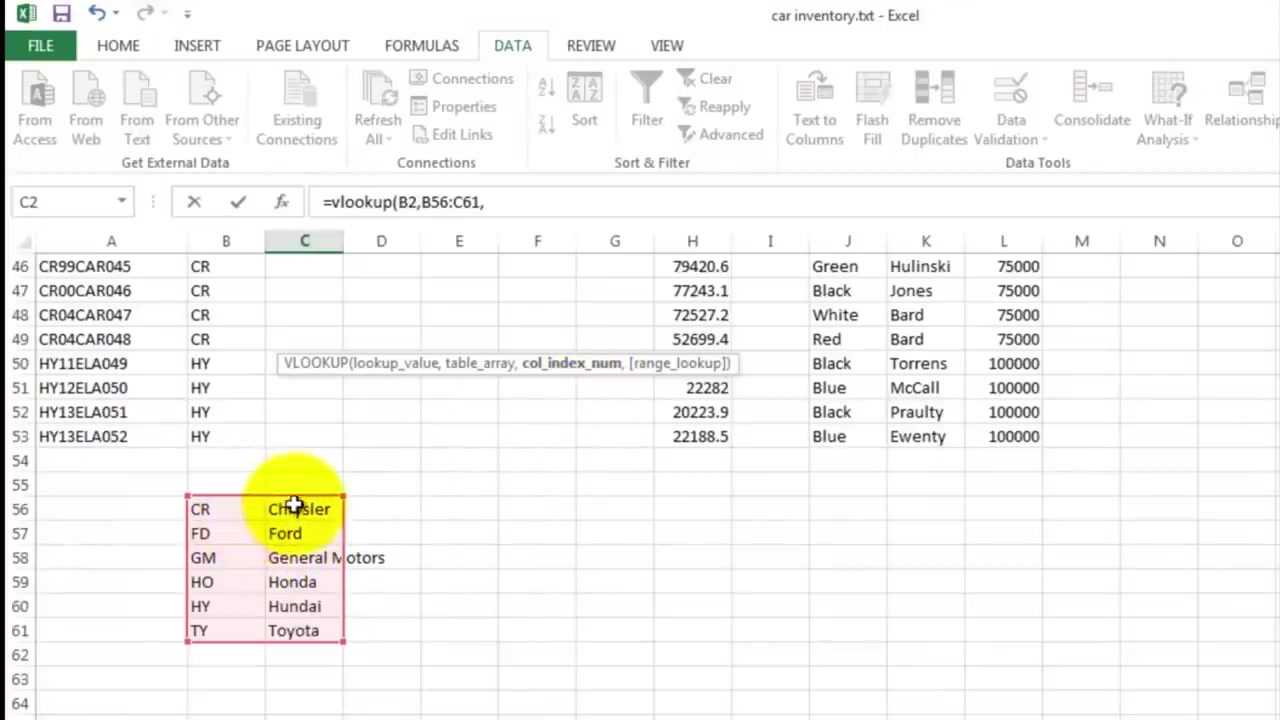 car inventory.txt - Excel
FILE HOME INSERT PAGE LAYOUT FORMULAS DATA REVIEW VIEW
From Access
From Web
From Text
From Other Sources
Existing Connections
Refresh All
Connections
Properties
Edit Links
A Z
Z A
Z A A Z
Sort
Filter
Clear
Reapply
Advanced
Text to Columns
Flash Fill
Remove Duplicates
Data Validation
Consolidate
What-If Analysis
Relationship
Get External Data Connections Sort & Filter Data Tools
C2 fx =vlookup(B2,B56:C61,
A B C D E F G H I J K L M N O
46 CR99CAR045 CR 79420.6 Green Hulinski 75000
47 CR00CAR046 CR 77243.1 Black Jones 75000
48 CR04CAR047 CR 72527.2 White Bard 75000
49 CR04CAR048 CR 52699.4 Red Bard 75000
50 HY11ELA049 HY VLOOKUP(lookup_value, table_array, col_index_num, [range_lookup]) Black Torrens 100000
51 HY12ELA050 HY 22282 Blue McCall 100000
52 HY13ELA051 HY 20223.9 Black Praulty 100000
53 HY13ELA052 HY 22188.5 Blue Ewenty 100000
54
55
56 CR Chrysler
57 FD Ford
58 GM General Motors
59 HO Honda
60 HY Hundai
61 TY Toyota
62
63
64